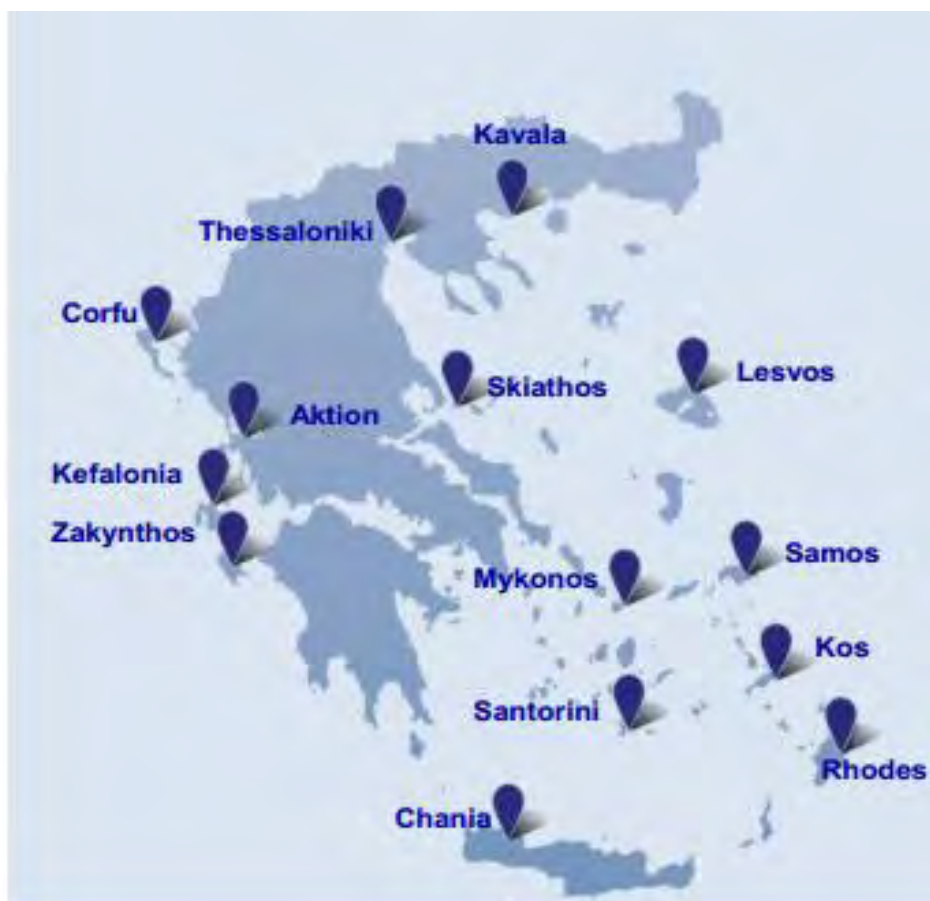 Kavala
Thessaloniki
Corfu
Skiathos
Lesvos
Aktion
Kefalonia
Zakynthos
Samos
Mykonos
Kos
Santorini
Rhodes
Chania